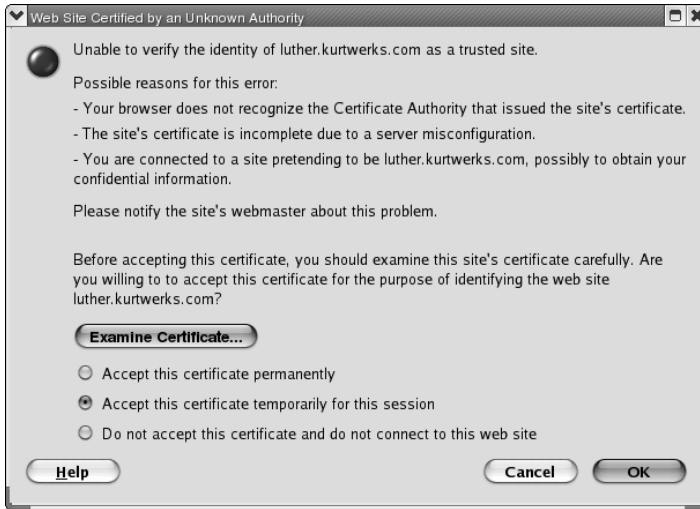 Web Site Certified by an Unknown Authority
Unable to verify the identity of luther.kurtwerks.com as a trusted site.
Possible reasons for this error:
- Your browser does not recognize the Certificate Authority that issued the site's certificate.
- The site's certificate is incomplete due to a server misconfiguration.
- You are connected to a site pretending to be luther.kurtwerks.com, possibly to obtain your
confidential information.
Please notify the site's webmaster about this problem.
Before accepting this certificate, you should examine this site's certificate carefully. Are
you willing to to accept this certificate for the purpose of identifying the web site
luther.kurtwerks.com?
Examine Certificate...
Accept this certificate permanently
Accept this certificate temporarily for this session
Do not accept this certificate and do not connect to this web site
Help Cancel OK